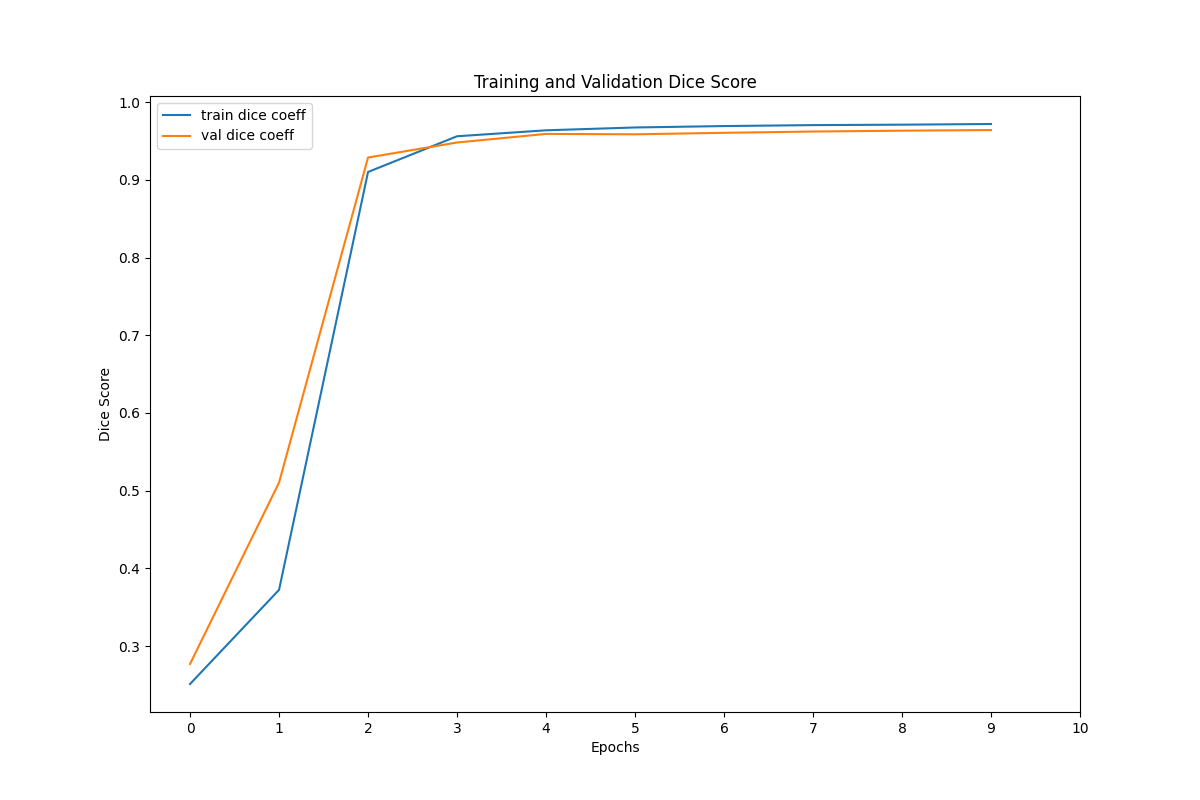 Training and Validation Dice Score
train dice coeff
val dice coeff
1.0
0.9
0.8
0.7
0.6
0.5
0.4
0.3
Dice Score
0 1 2 3 4 5 6 7 8 9 10
Epochs